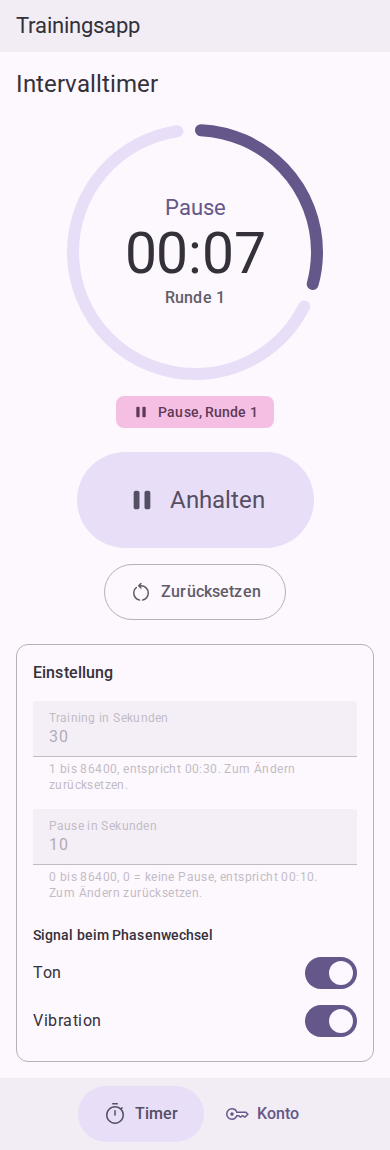 Trainingsapp
Intervalltimer
Pause
00:07
Runde 1
Pause, Runde 1
Anhalten
Zurücksetzen
Einstellung
Training in Sekunden
30
1 bis 86400, entspricht 00:30. Zum Ändern
zurücksetzen.
Pause in Sekunden
10
0 bis 86400, 0 = keine Pause, entspricht 00:10.
Zum Ändern zurücksetzen.
Signal beim Phasenwechsel
Ton
Vibration
Timer
Konto